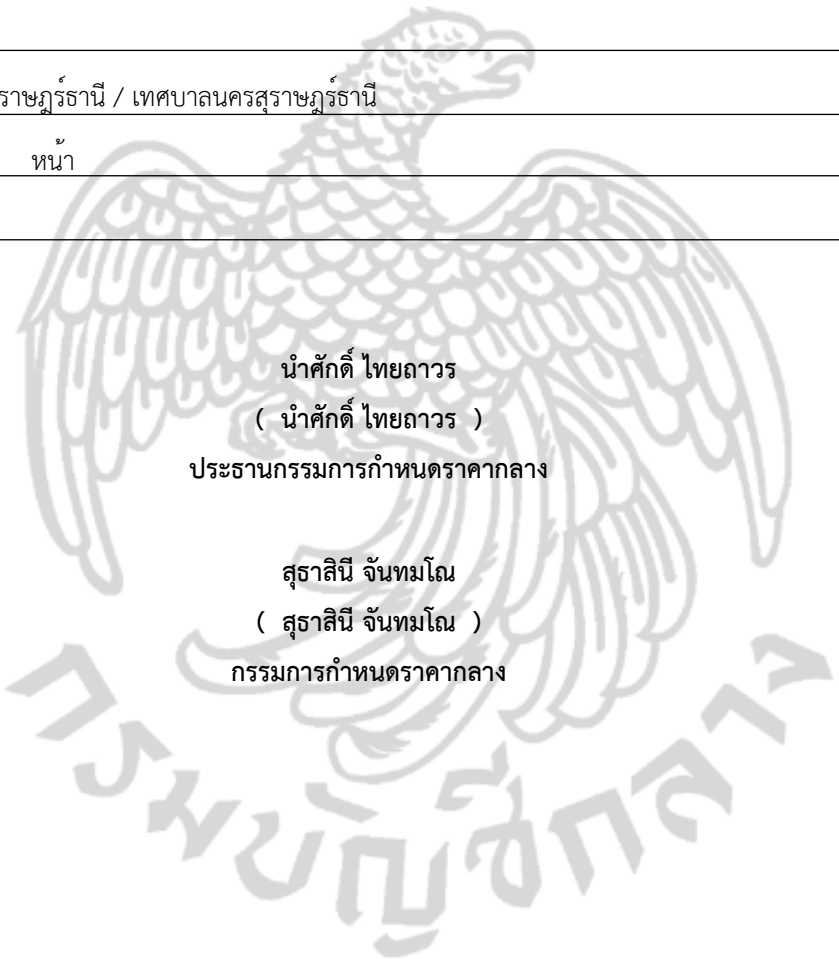 ราษฎร์ธานี / เทศบาลนครสุราษฎร์ธานี
หน้า
นำศักดิ์ ไทยถาวร
( นำศักดิ์ ไทยถาวร )
ประธานกรรมการกำหนดราคากลาง
สุธาสินี จันทมโณ
( สุธาสินี จันทมโณ )
กรรมการกำหนดราคากลาง
กรมบัญชีกลาง